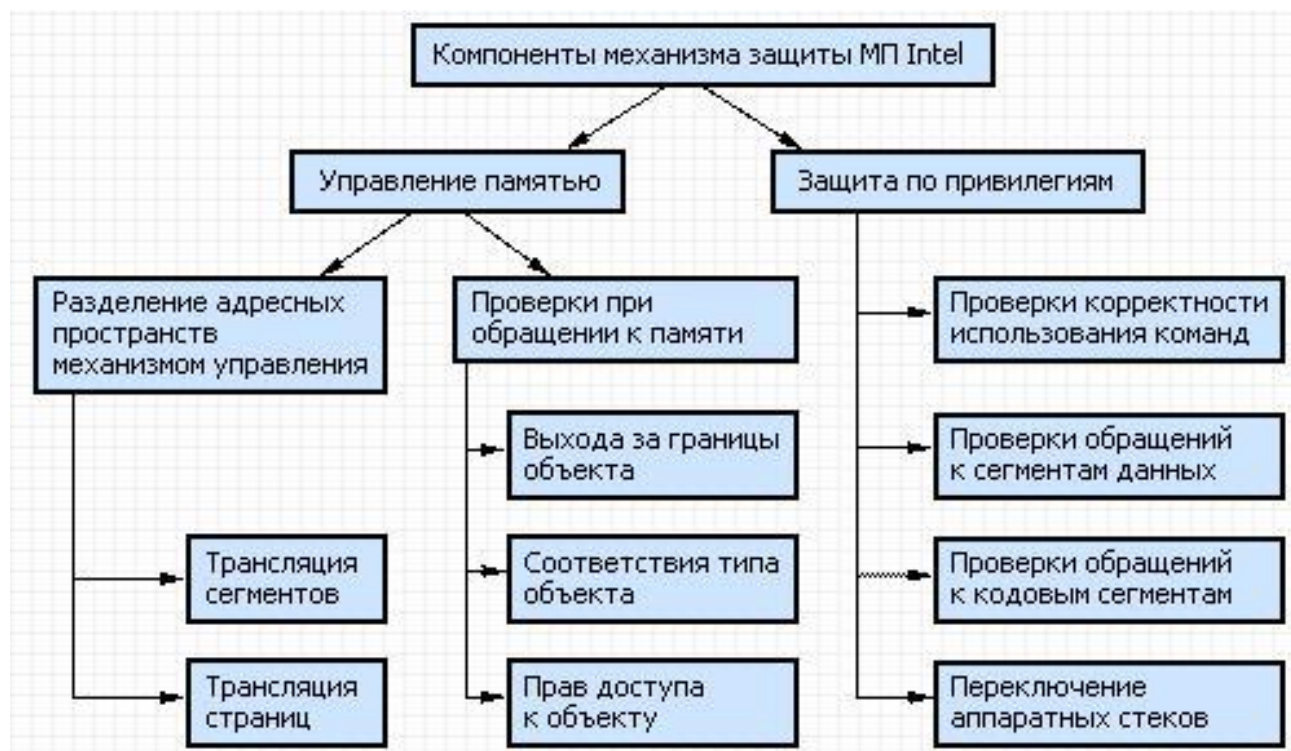 Компоненты механизма защиты МП Intel
Управление памятью
Защита по привилегиям
Разделение адресных
пространств
механизмом управления
Проверки при
обращении к памяти
Проверки корректности
использования команд
Выхода за границы
объекта
Проверки обращений
к сегментам данных
Трансляция
сегментов
Соответствия типа
объекта
Проверки обращений
к кодовым сегментам
Трансляция
страниц
Прав доступа
к объекту
Переключение
аппаратных стеков